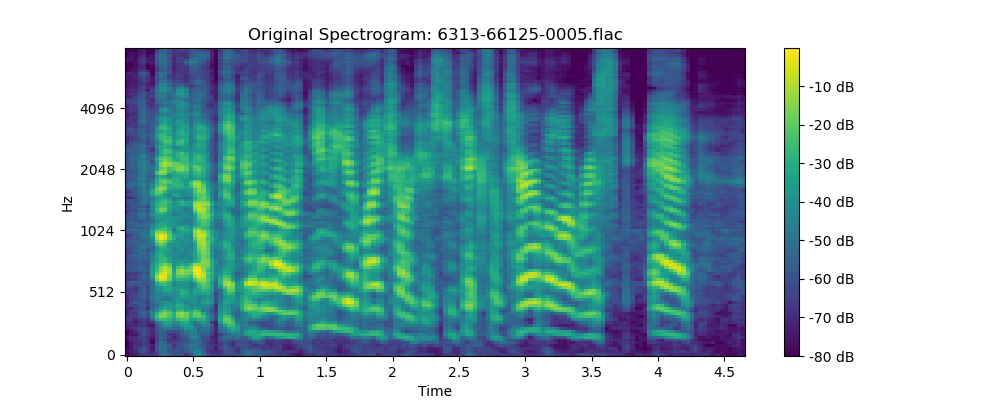 Original Spectrogram: 6313-66125-0005.flac
Hz
4096
2048
1024
512
0
0 0.5 1 1.5 2 2.5 3 3.5 4 4.5
Time
-10 dB
-20 dB
-30 dB
-40 dB
-50 dB
-60 dB
-70 dB
-80 dB